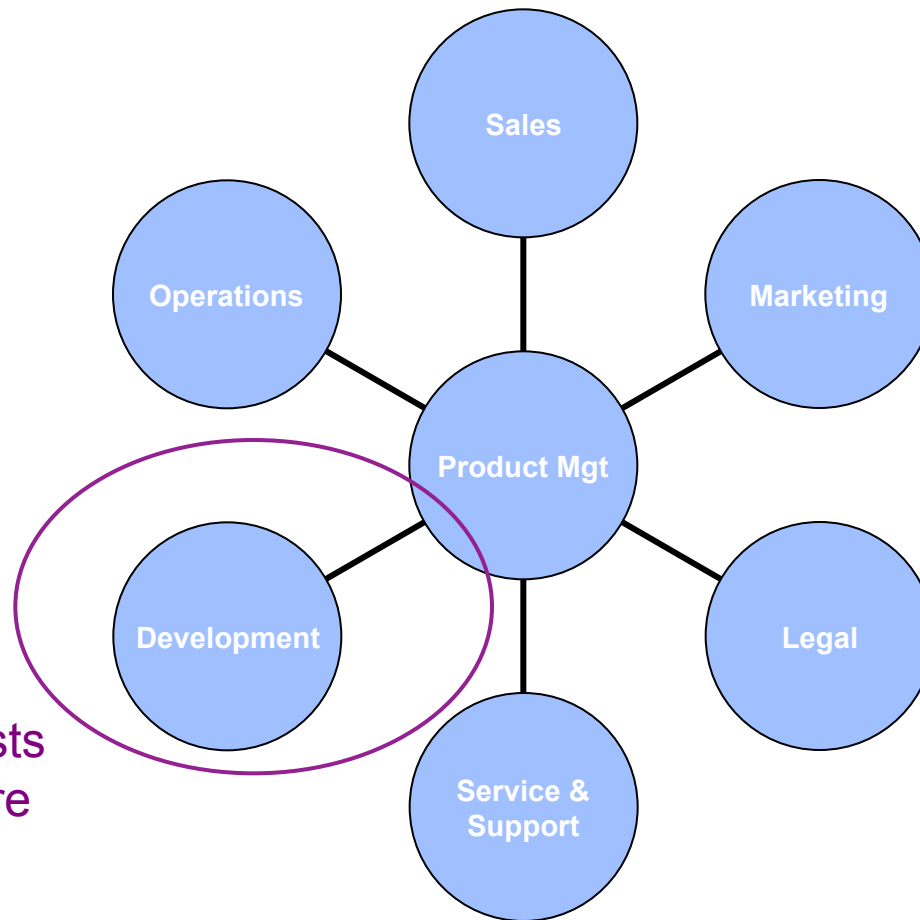 Sales
Operations
Marketing
Product Mgt
Development
Legal
Service &
Support